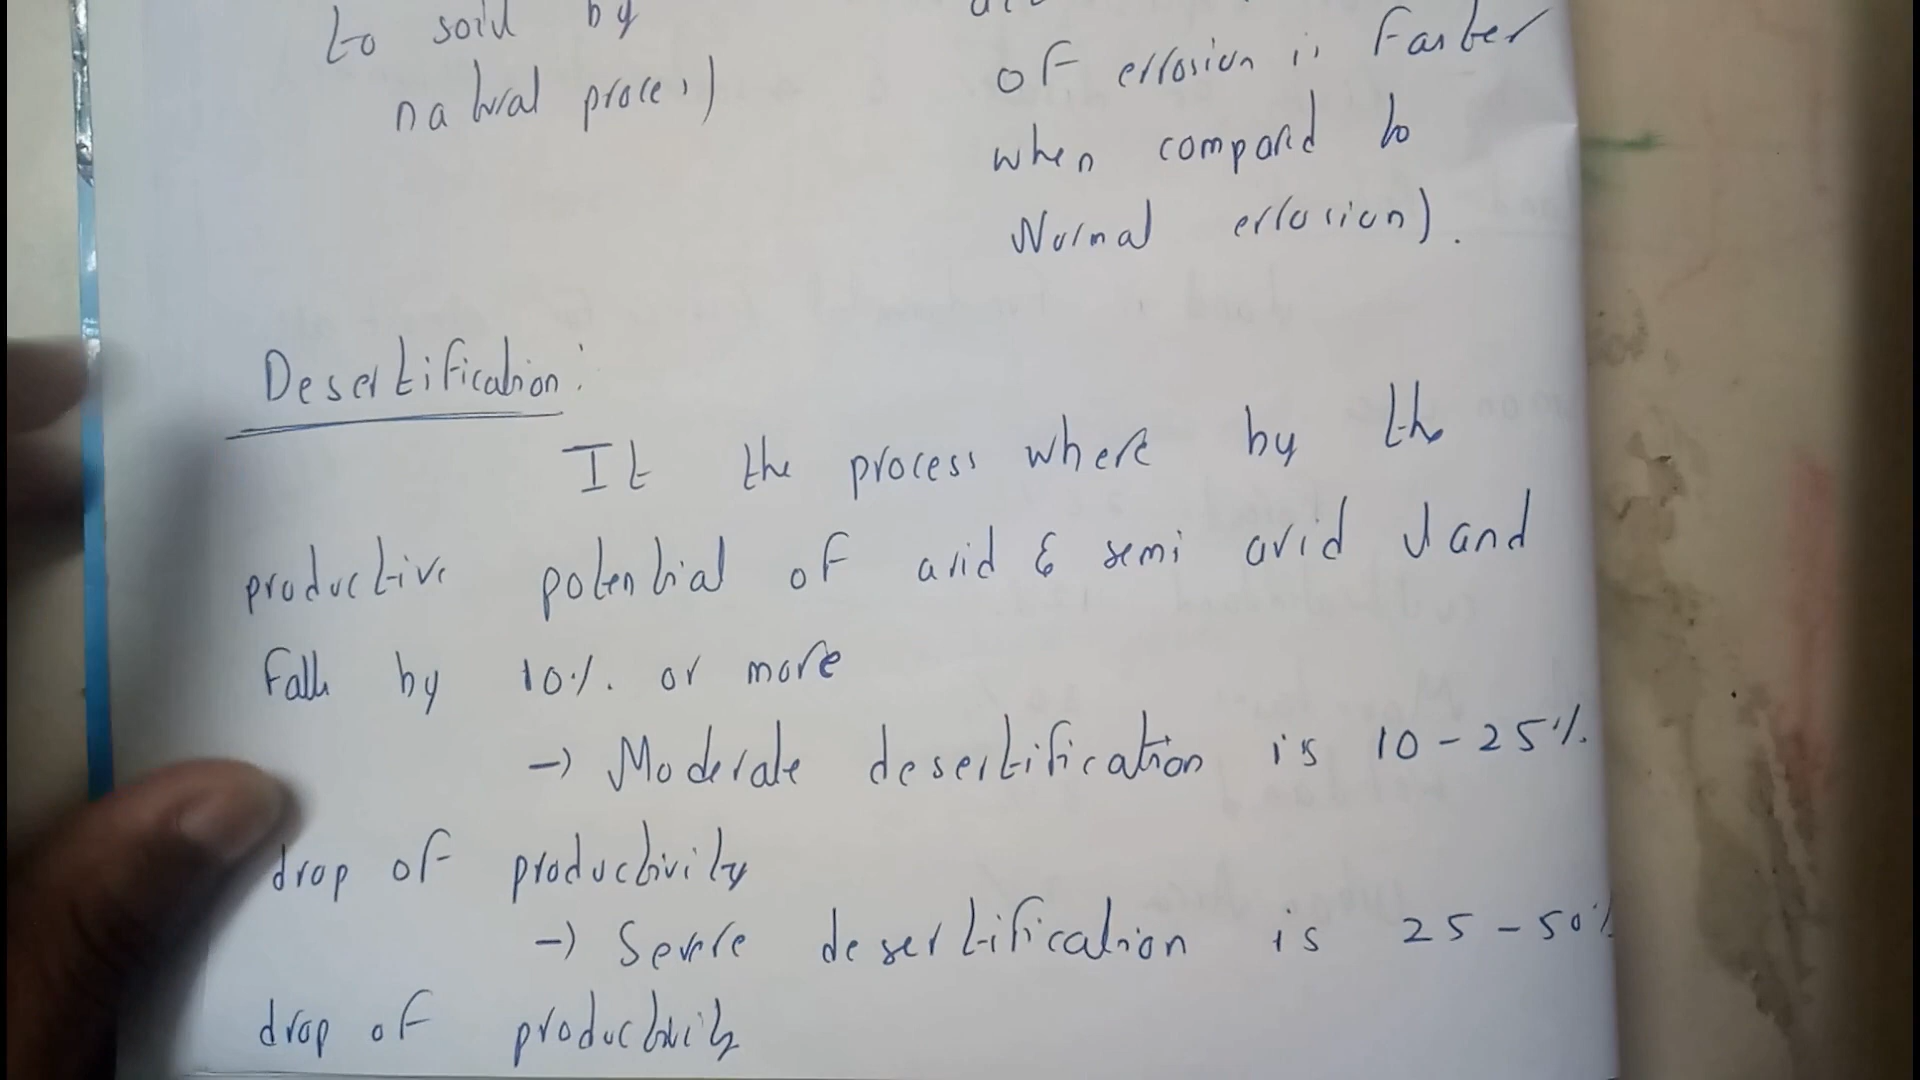 to soil by
natural process)
of errosion is Faster
when compared to
Normal errosion).
Desertification:
It the process where by the
productive potential of arid & semi arid land
Falls by 10% or more
→ Moderate desertification is 10-25%
drop of productivity
→ Severe desertification is 25-50%
drop of productivity